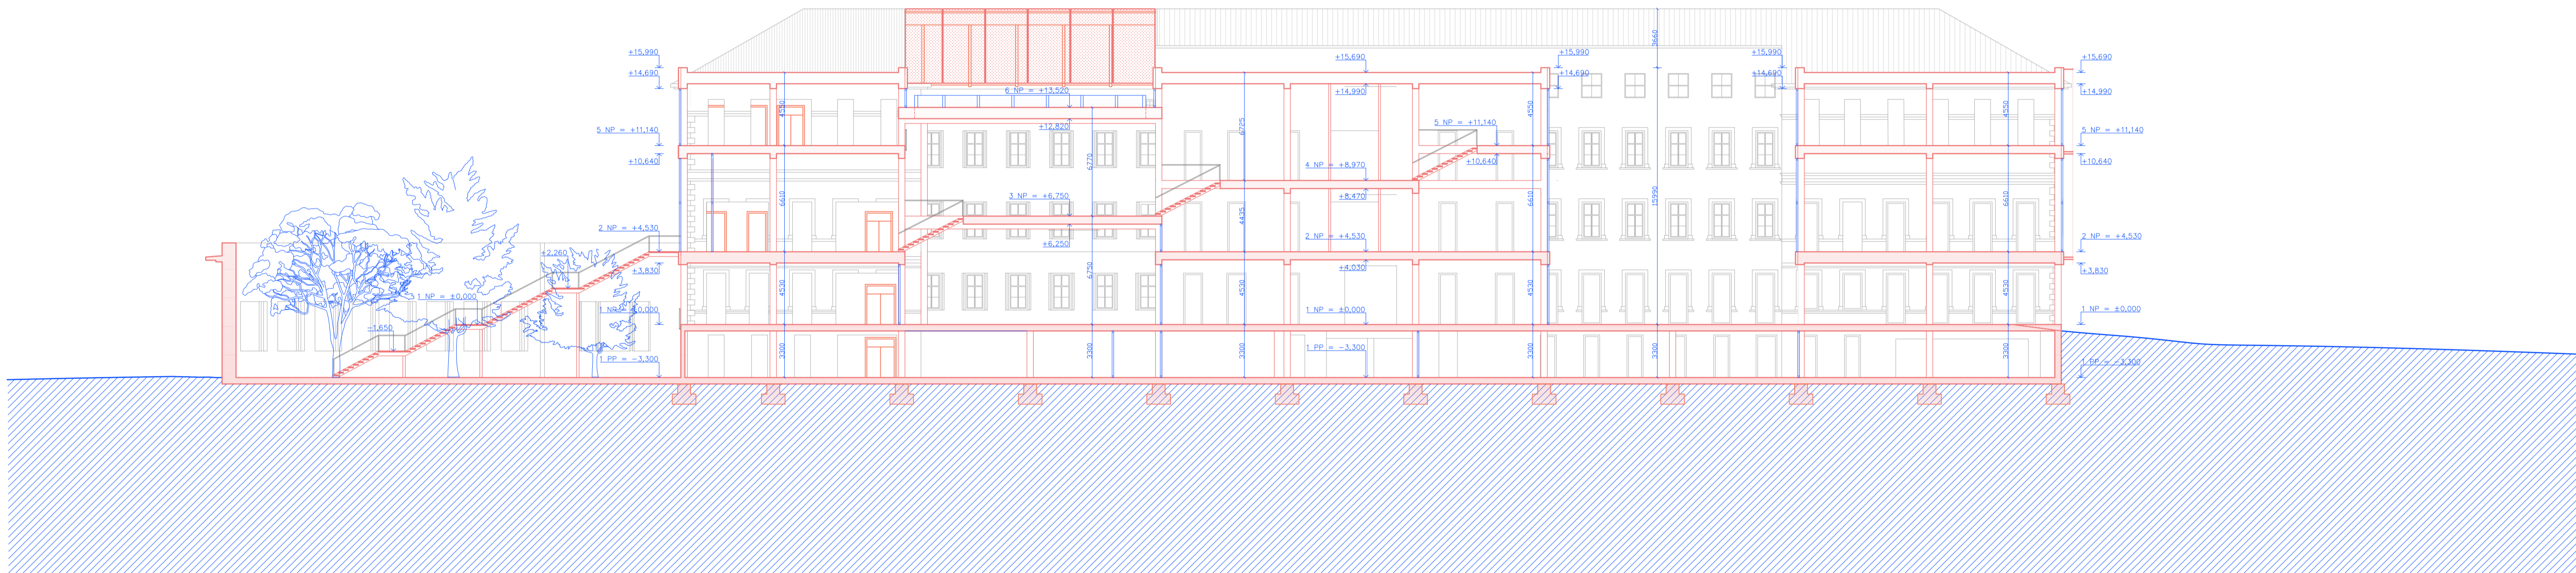 +15,990
+14,690
5 NP = +11,140
+10,640
2 NP = +4,530
+3,830
+2,260
1 NP = ±0,000
-1,650
1 NP = ±0,000
1 PP = -3,300
4550
6610
4530
3300
6 NP = +13,520
+12,820
3 NP = +6,750
+6,250
6770
6750
3300
6725
4435
4530
3300
+15,690
+14,990
4 NP = +8,970
+8,470
2 NP = +4,530
+4,030
1 NP = ±0,000
1 PP = -3,300
5 NP = +11,140
+10,640
4550
6610
4530
3300
+15,990
+14,690
3660
15990
3300
+15,990
+14,690
4550
6610
4530
3300
+15,690
+14,990
5 NP = +11,140
+10,640
2 NP = +4,530
+3,830
1 NP = ±0,000
1 PP = -3,300